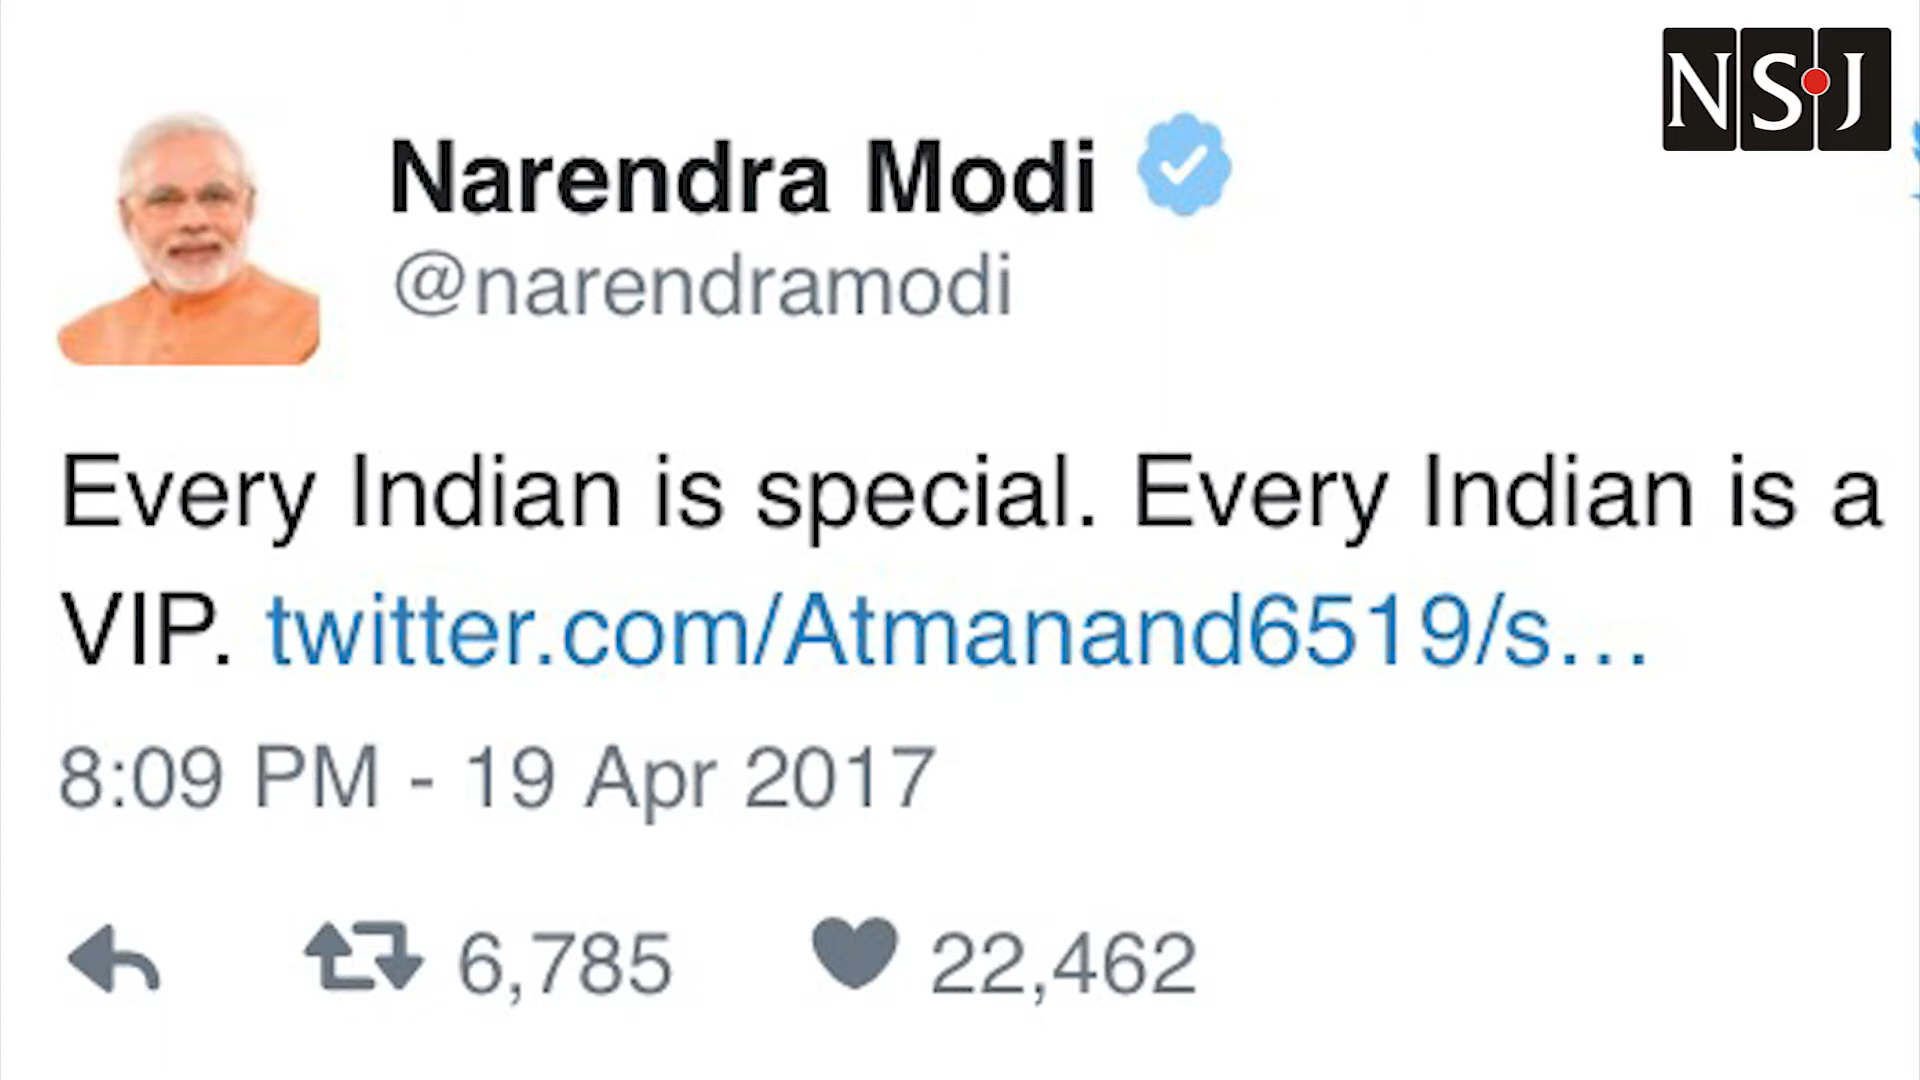 NSJ
Narendra Modi
@narendramodi
Every Indian is special. Every Indian is a
VIP. twitter.com/Atmanand6519/s...
8:09 PM - 19 Apr 2017
6,785 22,462